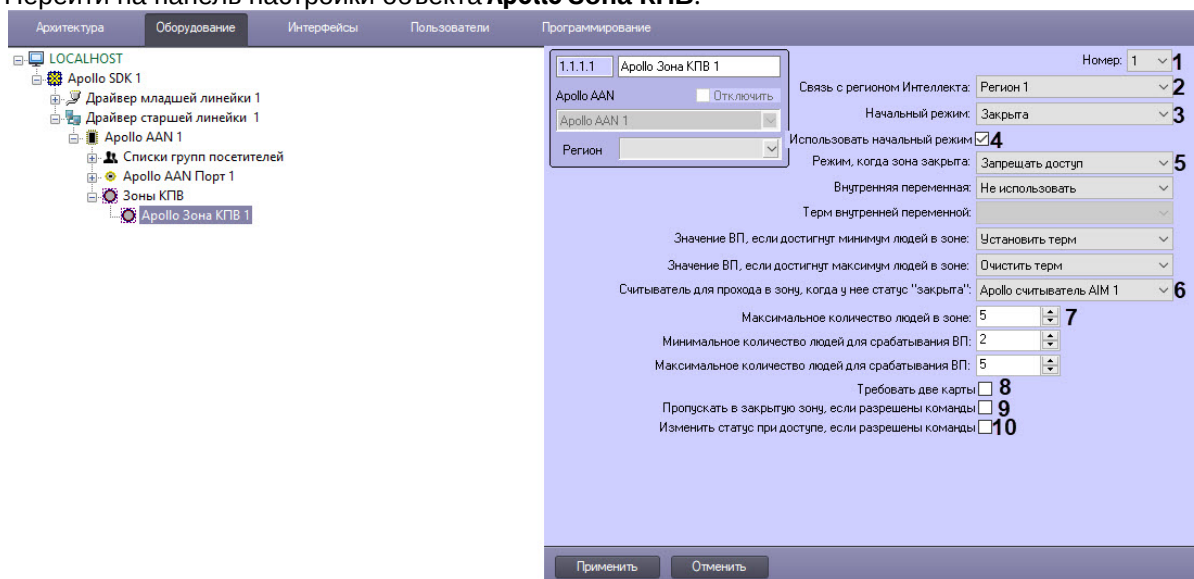 Перейти на панель настройки объекта Apollo Зона КПВ.
Архитектура Оборудование Интерфейсы Пользователи Программирование
LOCALHOST
Apollo SDK 1
Драйвер младшей линейки 1
Драйвер старшей линейки 1
Apollo AAN 1
Списки групп посетителей
Apollo AAN Порт 1
Зоны КПВ
Apollo Зона КПВ 1
1.1.1.1 Apollo Зона КПВ 1
Apollo AAN Отключить
Apollo AAN 1
Регион
Номер: 1 1
Связь с регионом Интеллекта: Регион 1 2
Начальный режим: Закрыта 3
Использовать начальный режим 4
Режим, когда зона закрыта: Запрещать доступ 5
Внутренняя переменная: Не использовать
Терм внутренней переменной:
Значение ВП, если достигнут минимум людей в зоне: Установить терм
Значение ВП, если достигнут максимум людей в зоне: Очистить терм
Считыватель для прохода в зону, когда у нее статус "закрыта": Apollo считыватель AIM 1 6
Максимальное количество людей в зоне: 5 7
Минимальное количество людей для срабатывания ВП: 2
Максимальное количество людей для срабатывания ВП: 5
Требовать две карты 8
Пропускать в закрытую зону, если разрешены команды 9
Изменить статус при доступе, если разрешены команды 10
Применить Отменить